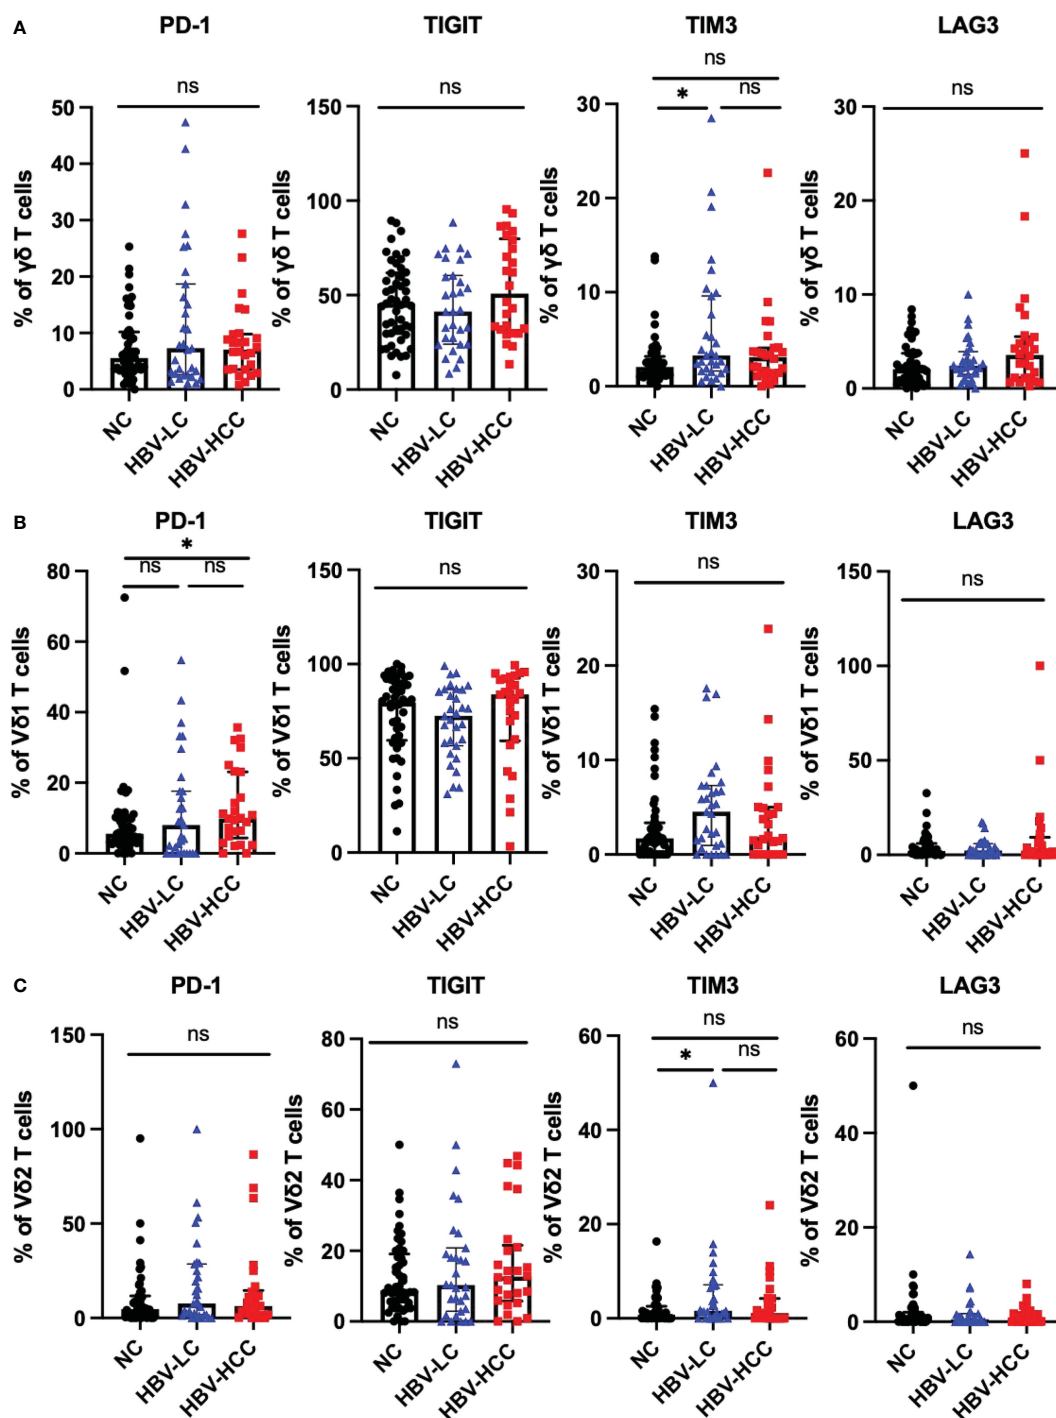 A
PD-1 TIGIT TIM3 LAG3
ns ns ns * ns ns
% of γδ T cells
50
40
30
20
10
0
NC HBV-LC HBV-HCC
% of γδ T cells
150
100
50
0
NC HBV-LC HBV-HCC
% of γδ T cells
30
20
10
0
NC HBV-LC HBV-HCC
% of γδ T cells
30
20
10
0
NC HBV-LC HBV-HCC
B
PD-1 TIGIT TIM3 LAG3
* ns ns ns ns ns
% of Vδ1 T cells
80
60
40
20
0
NC HBV-LC HBV-HCC
% of Vδ1 T cells
150
100
50
0
NC HBV-LC HBV-HCC
% of Vδ1 T cells
30
20
10
0
NC HBV-LC HBV-HCC
% of Vδ1 T cells
150
100
50
0
NC HBV-LC HBV-HCC
C
PD-1 TIGIT TIM3 LAG3
ns ns ns * ns ns
% of Vδ2 T cells
150
100
50
0
NC HBV-LC HBV-HCC
% of Vδ2 T cells
80
60
40
20
0
NC HBV-LC HBV-HCC
% of Vδ2 T cells
60
40
20
0
NC HBV-LC HBV-HCC
% of Vδ2 T cells
60
40
20
0
NC HBV-LC HBV-HCC